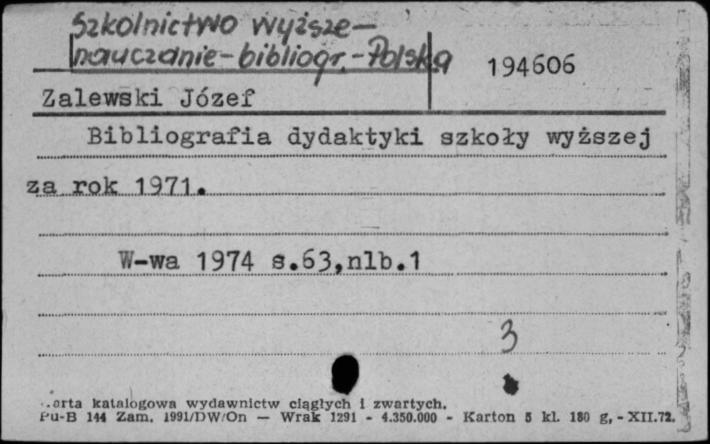 Szkolnictwo wyższe—
nauczanie-bibliogr.-Polska
194606
Zalewski Józef
Bibliografia dydaktyki szkoły wyższej
za rok 1971.
W-wa 1974 s.63,nlb.1
3
karta katalogowa wydawnictw ciągłych i zwartych.
Pu-B 144 Zam. 1991/DW/On — Wrak 1291 - 4.350.000 - Karton 5 kl. 180 g, - XII.72.